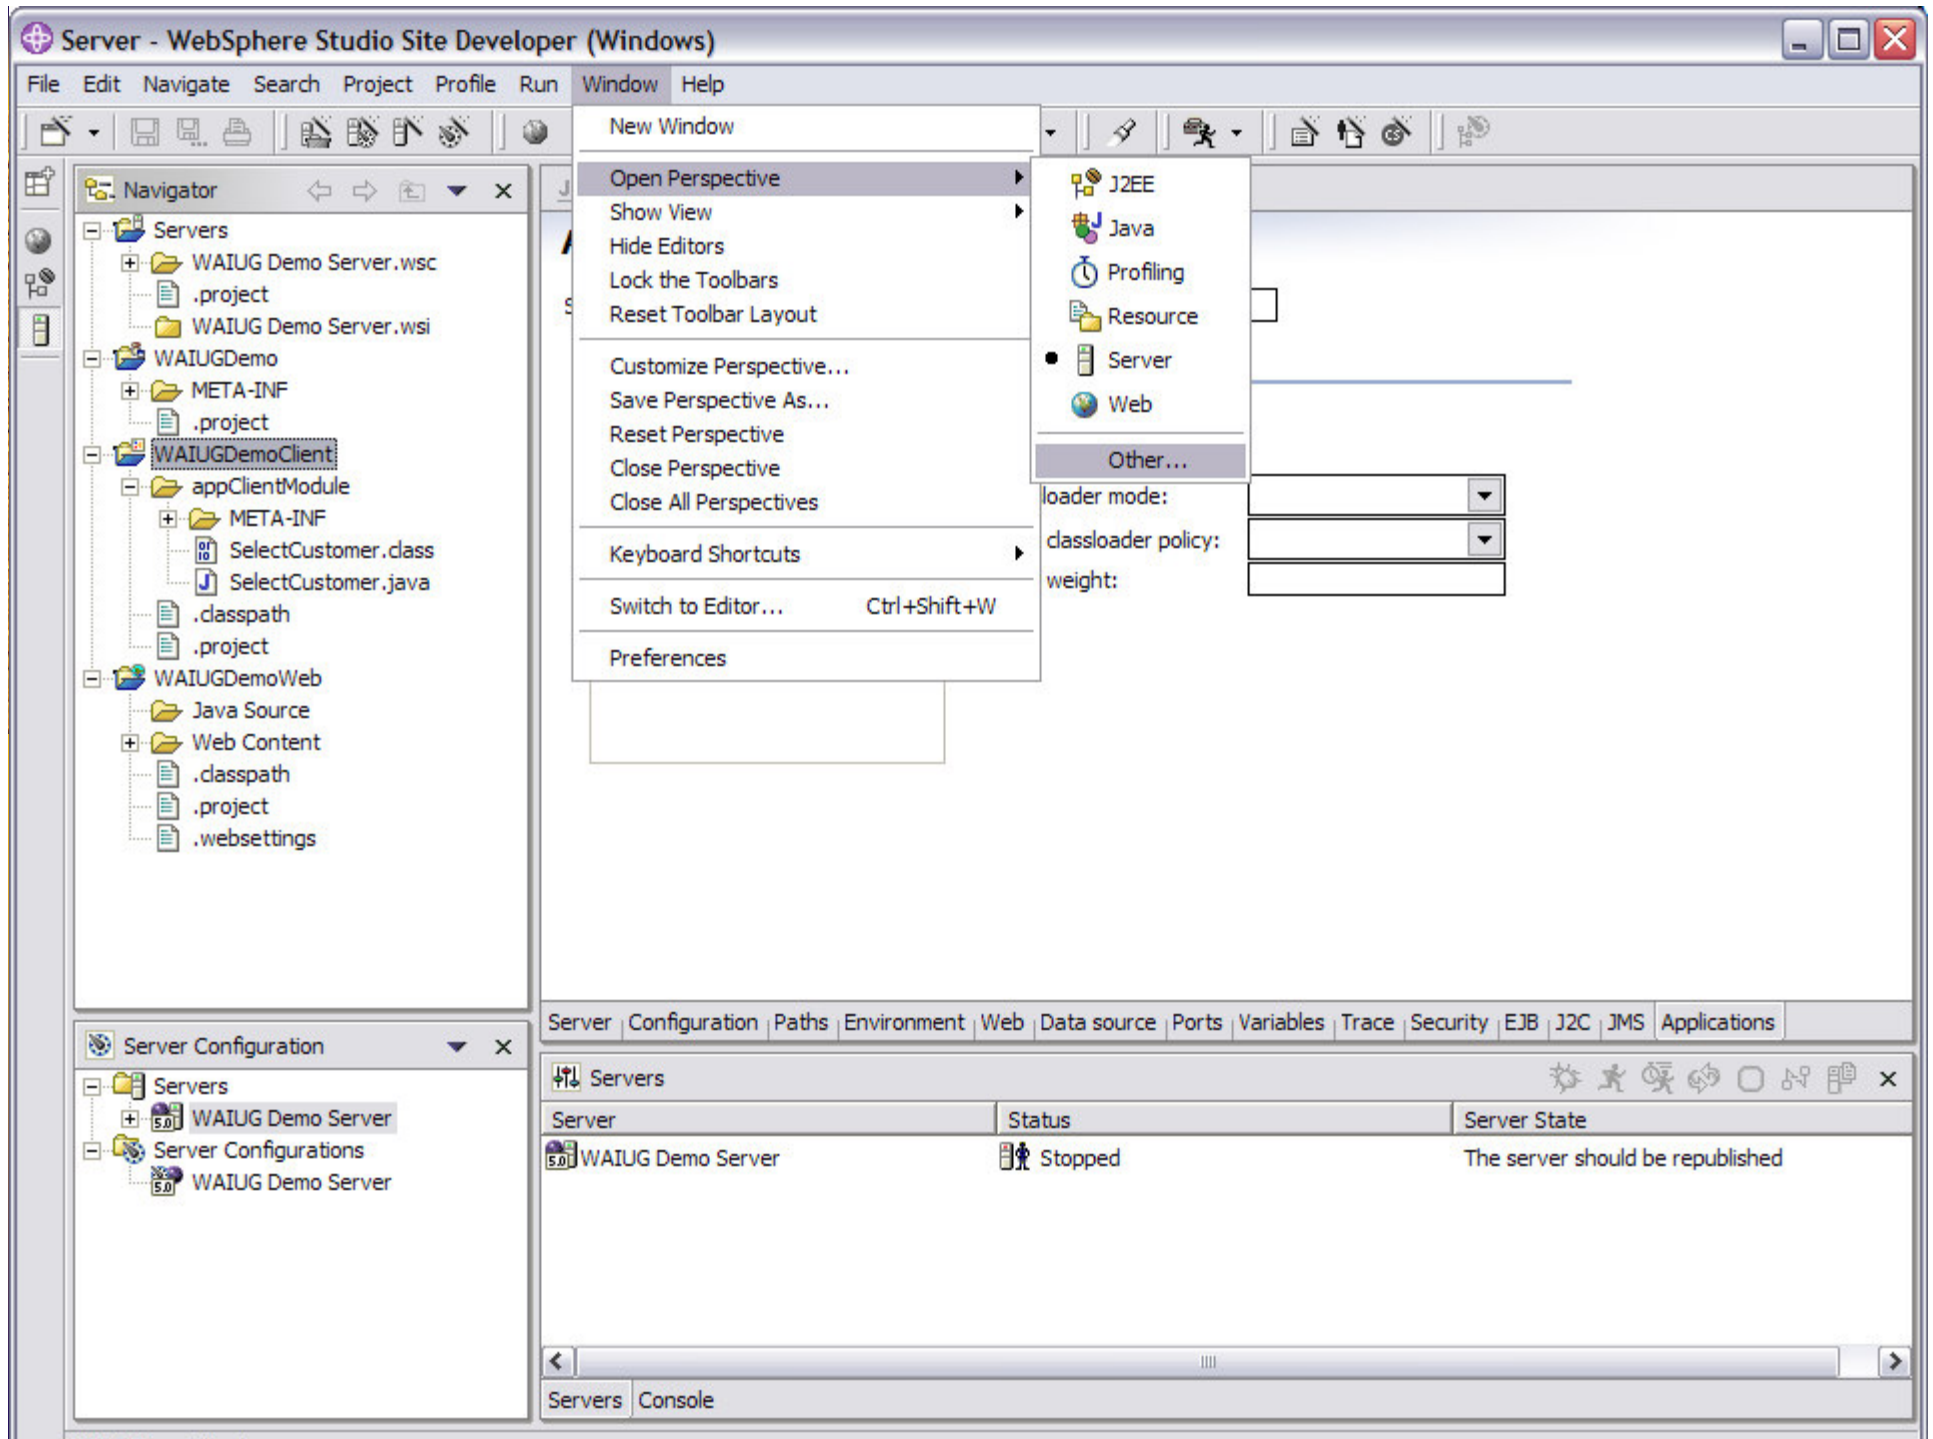 Server - WebSphere Studio Site Developer (Windows)
File Edit Navigate Search Project Profile Run Window Help
Navigator
Servers
WAIUG Demo Server.wsc
.project
WAIUG Demo Server.wsi
WAIUGDemo
META-INF
.project
WAIUGDemoClient
appClientModule
META-INF
SelectCustomer.class
SelectCustomer.java
.classpath
.project
WAIUGDemoWeb
Java Source
Web Content
.classpath
.project
.websettings
New Window
Open Perspective
Show View
Hide Editors
Lock the Toolbars
Reset Toolbar Layout
Customize Perspective...
Save Perspective As...
Reset Perspective
Close Perspective
Close All Perspectives
Keyboard Shortcuts
Switch to Editor... Ctrl+Shift+W
Preferences
J2EE
Java
Profiling
Resource
Server
Web
Other...
loader mode:
classloader policy:
weight:
Server Configuration Paths Environment Web Data source Ports Variables Trace Security EJB J2C JMS Applications
Server Configuration
Servers
WAIUG Demo Server
Server Configurations
WAIUG Demo Server
Servers
Server Status Server State
WAIUG Demo Server Stopped The server should be republished
Servers Console